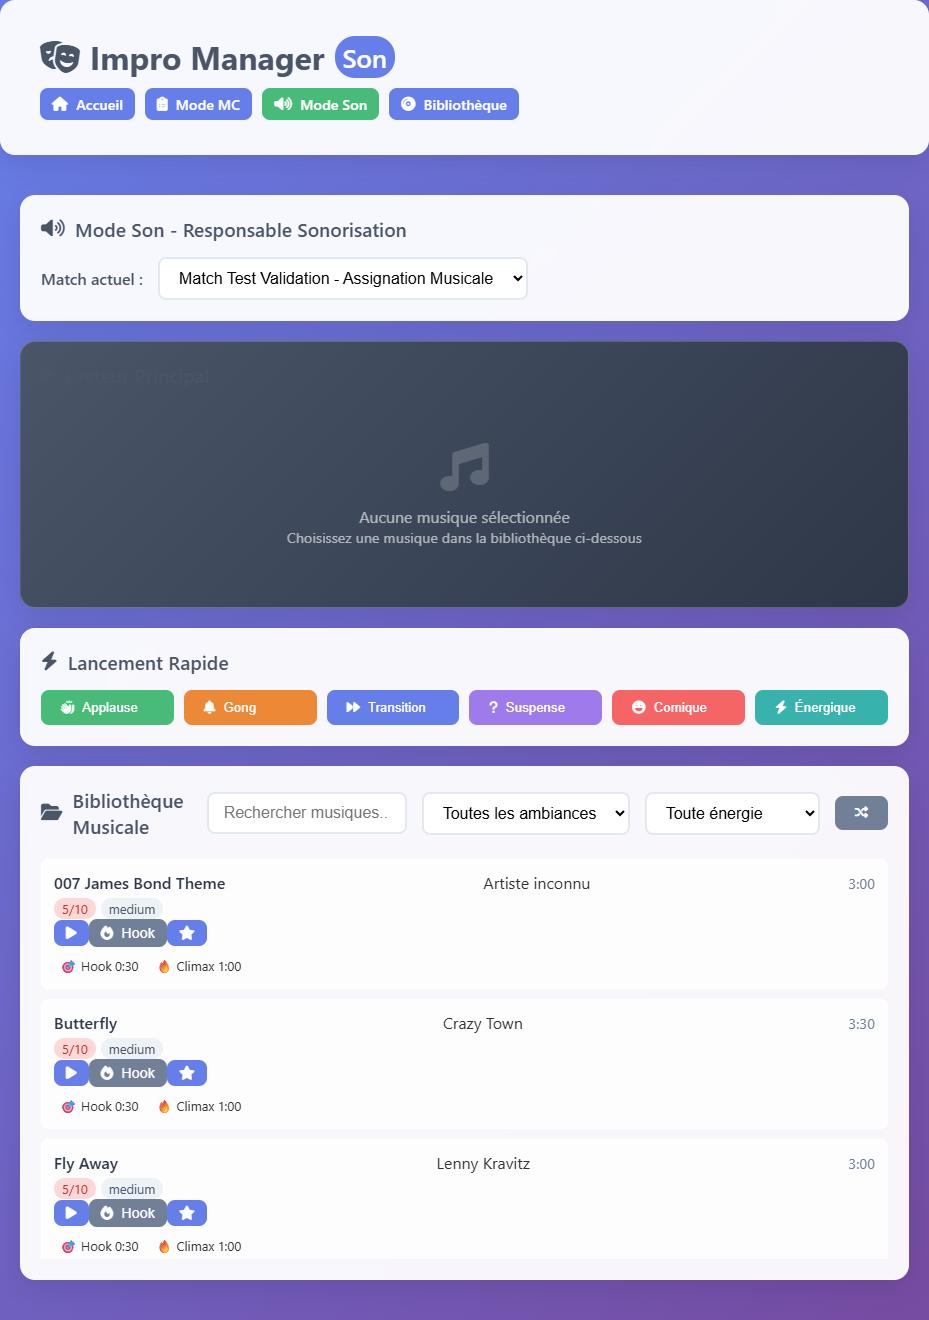 Impro Manager Son
Accueil Mode MC Mode Son Bibliothèque
Mode Son - Responsable Sonorisation
Match actuel : Match Test Validation - Assignation Musicale
Lecteur Principal
Aucune musique sélectionnée
Choisissez une musique dans la bibliothèque ci-dessous
Lancement Rapide
Applause Gong Transition Suspense Comique Énergique
Bibliothèque
Musicale
Rechercher musiques.. Toutes les ambiances Toute énergie
007 James Bond Theme Artiste inconnu 3:00
5/10 medium
Hook
Hook 0:30 Climax 1:00
Butterfly Crazy Town 3:30
5/10 medium
Hook
Hook 0:30 Climax 1:00
Fly Away Lenny Kravitz 3:00
5/10 medium
Hook
Hook 0:30 Climax 1:00